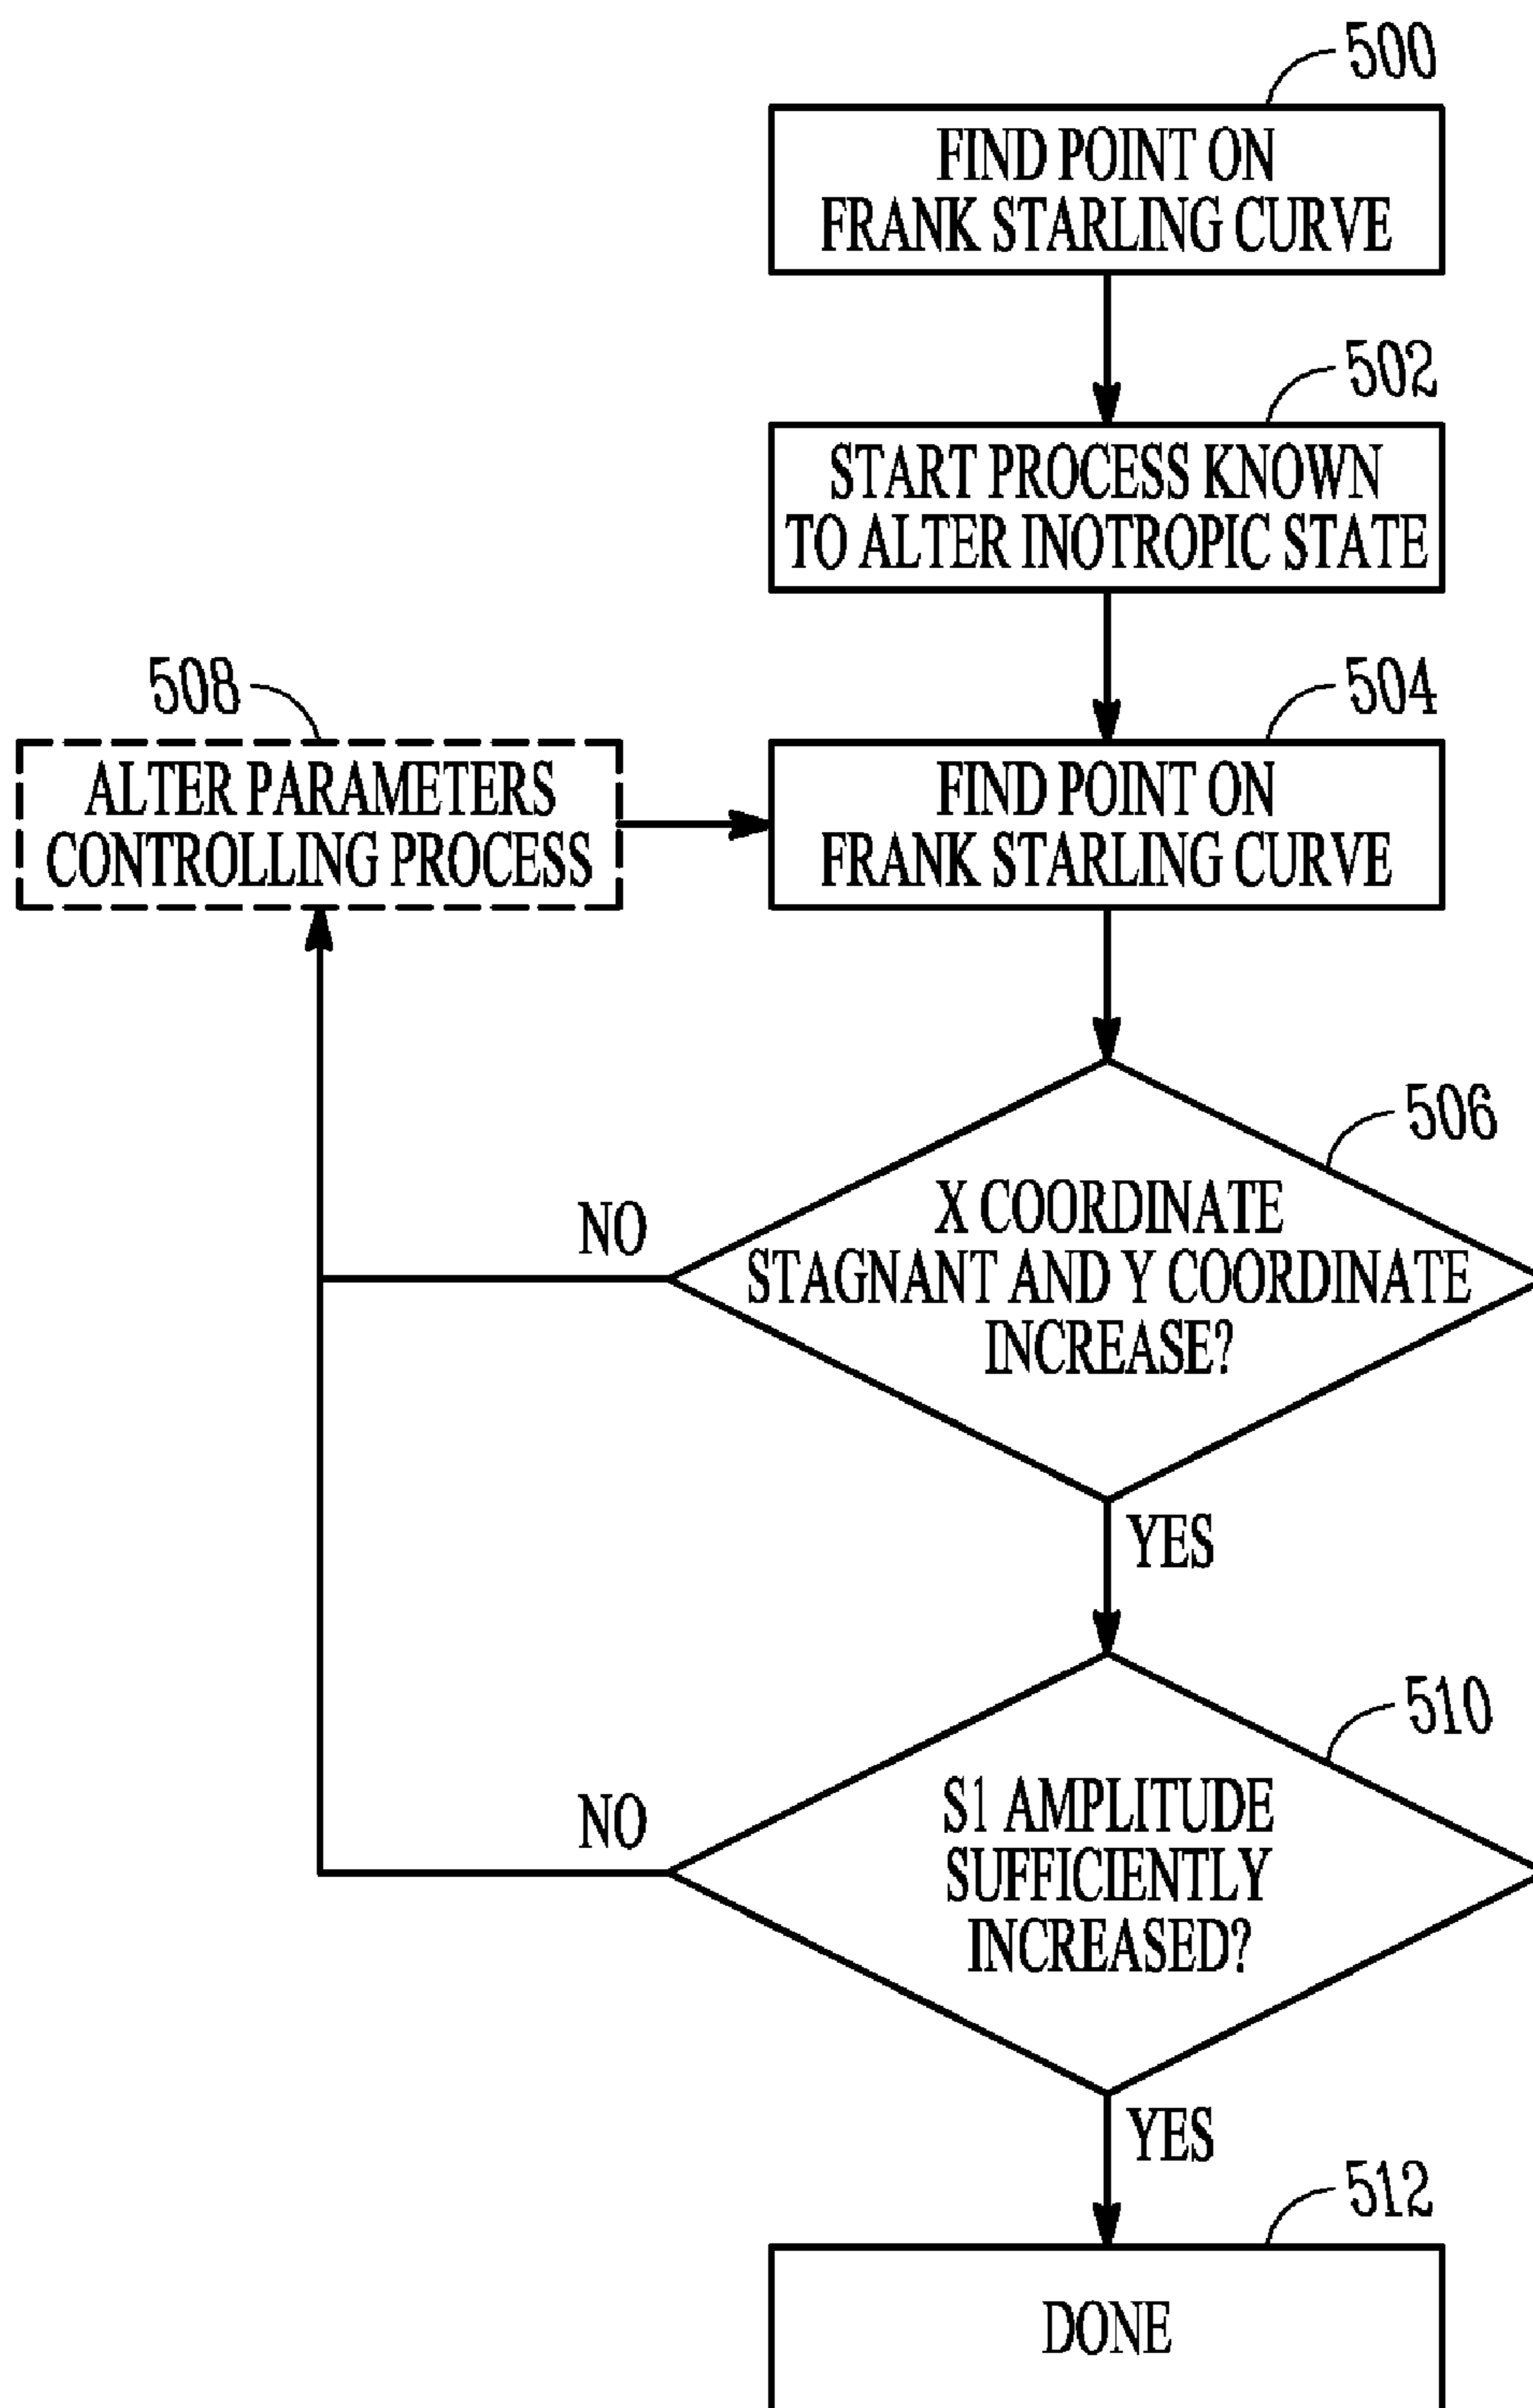 500
FIND POINT ON
FRANK STARLING CURVE
502
START PROCESS KNOWN
TO ALTER INOTROPIC STATE
508
ALTER PARAMETERS
CONTROLLING PROCESS
504
FIND POINT ON
FRANK STARLING CURVE
506
X COORDINATE
STAGNANT AND Y COORDINATE
INCREASE?
NO
YES
510
S1 AMPLITUDE
SUFFICIENTLY
INCREASED?
NO
YES
512
DONE